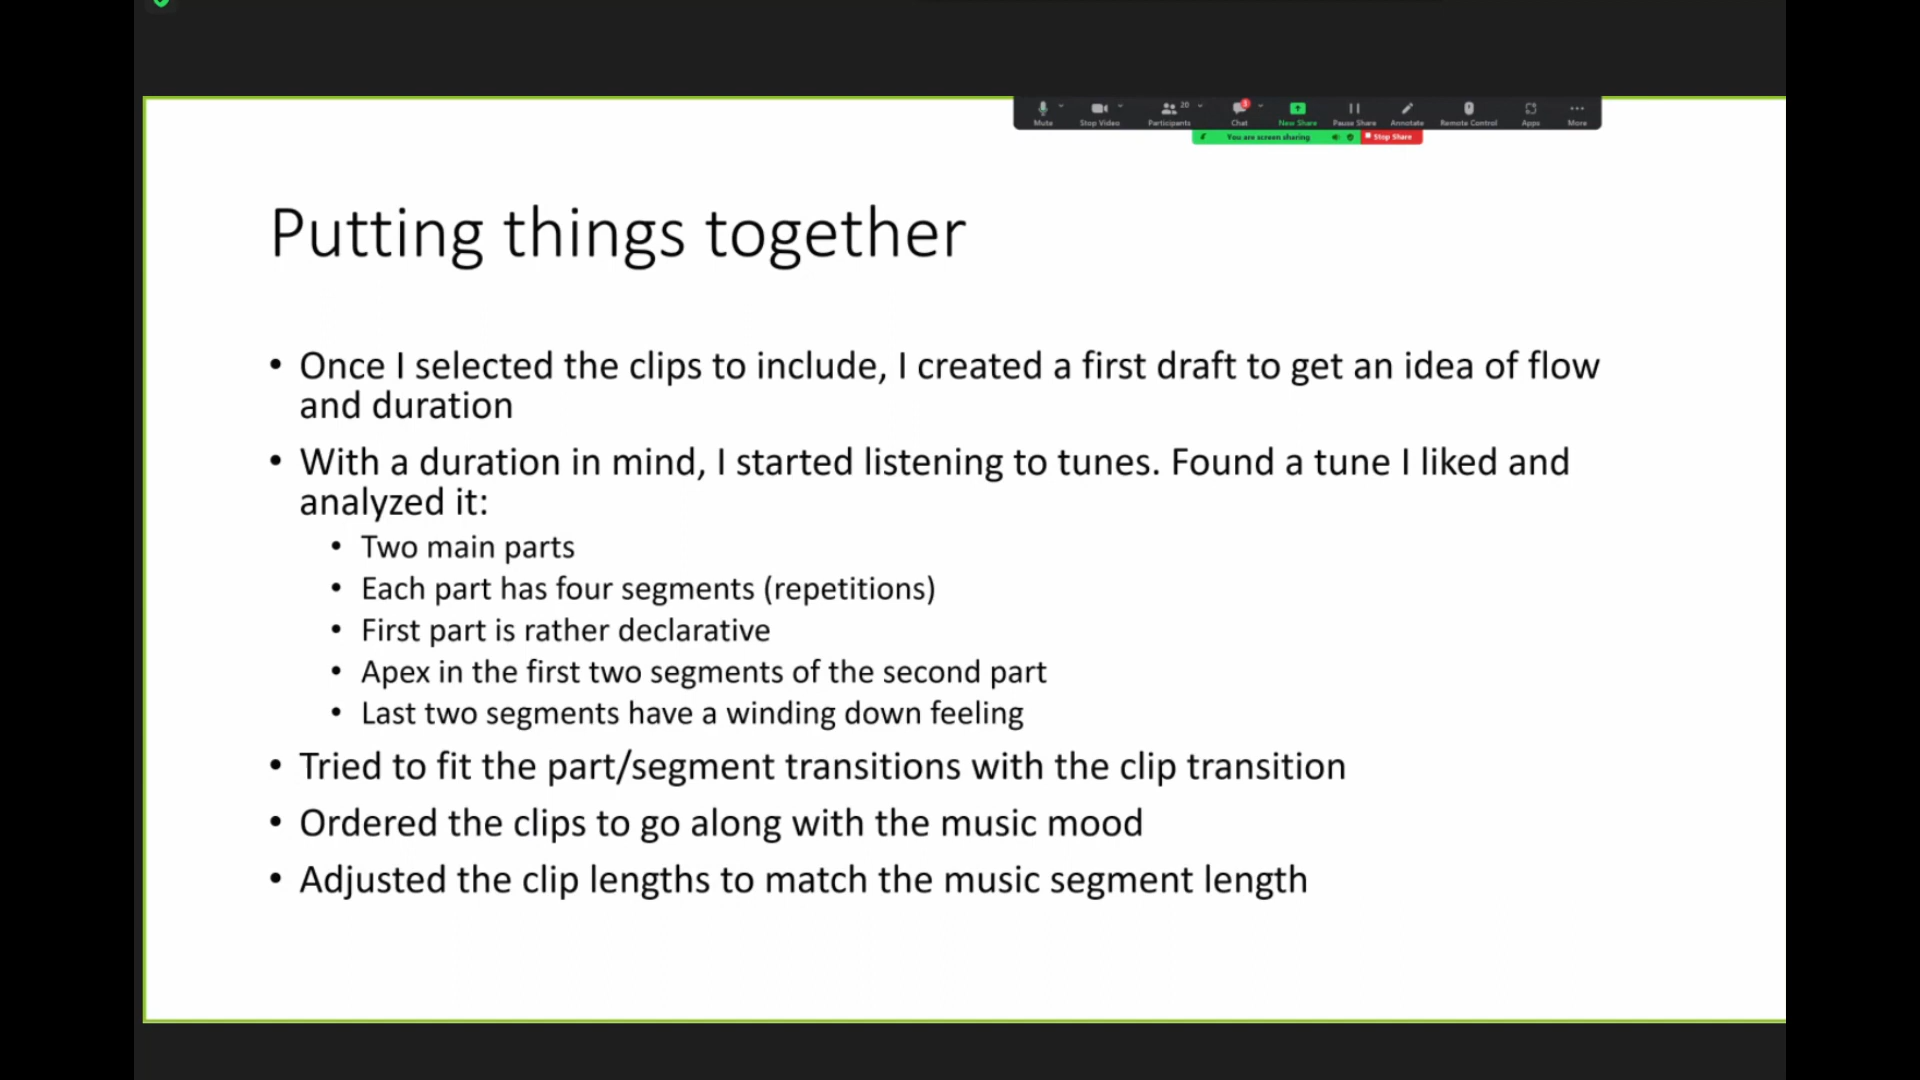 20
3
Mute
Stop Video
Participants
Chat
New Share
Pause Share
Annotate
Remote Control
Apps
More
You are screen sharing
Stop Share
Putting things together
• Once I selected the clips to include, I created a first draft to get an idea of flow
and duration
• With a duration in mind, I started listening to tunes. Found a tune I liked and
analyzed it:
• Two main parts
• Each part has four segments (repetitions)
• First part is rather declarative
• Apex in the first two segments of the second part
• Last two segments have a winding down feeling
• Tried to fit the part/segment transitions with the clip transition
• Ordered the clips to go along with the music mood
• Adjusted the clip lengths to match the music segment length